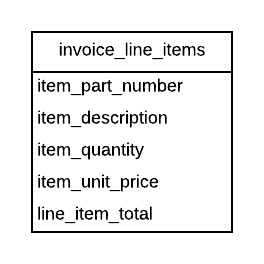 invoice_line_items
item_part_number
item_description
item_quantity
item_unit_price
line_item_total